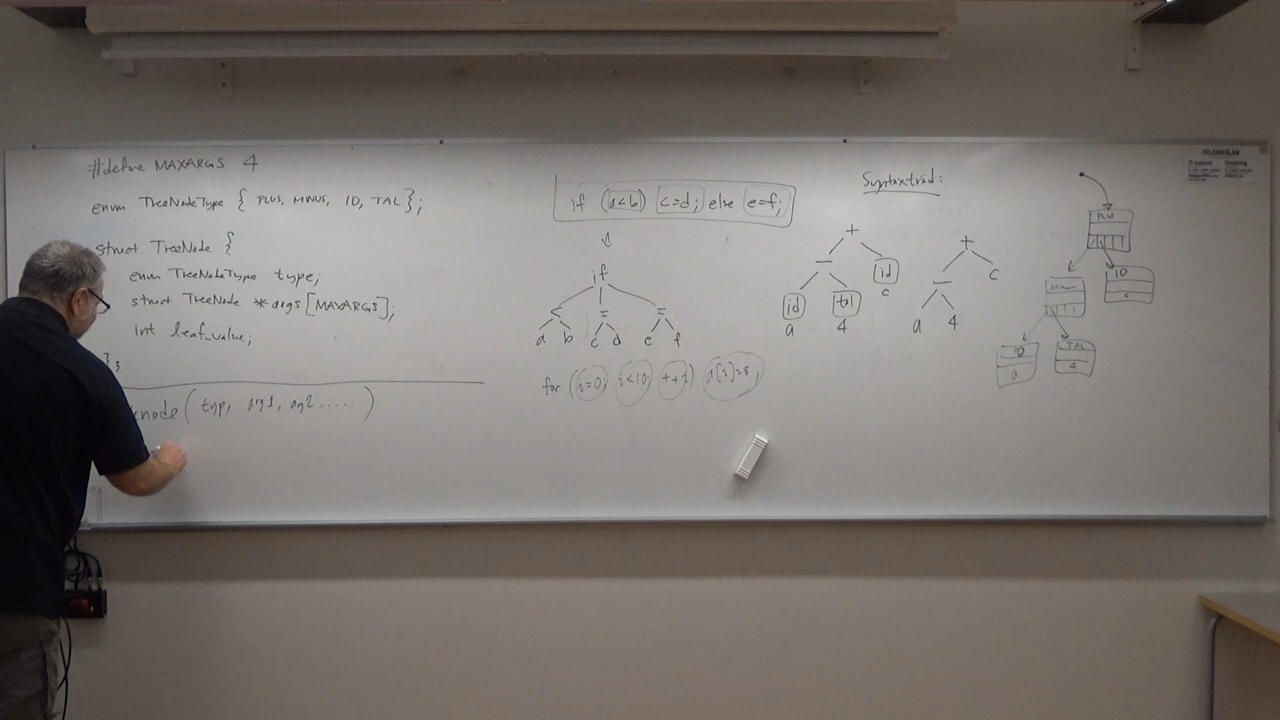 #define MAXARGS 4
enum TreeNodeType { PLUS, MINUS, ID, TAL };
struct TreeNode {
enum TreeNodeType type;
struct TreeNode *args[MAXARGS];
int leaf_value;
};
node ( typ, arg1, arg2 ..... )
if (a<b) c=d; else e=f;
if
< = =
a b c d e f
for (i=0; i<10; ++i) a[i]=8;
Syntaxträd:
+
− id
id tal c
a 4
+
− c
a 4
PLUS
MINUS ID
c
ID TAL
a 4
FELANMÄLAN